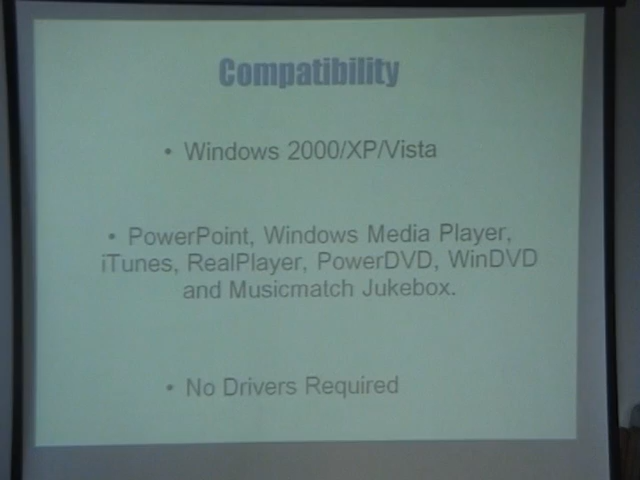 Compatibility
• Windows 2000/XP/Vista
• PowerPoint, Windows Media Player,
iTunes, RealPlayer, PowerDVD, WinDVD
and Musicmatch Jukebox.
• No Drivers Required